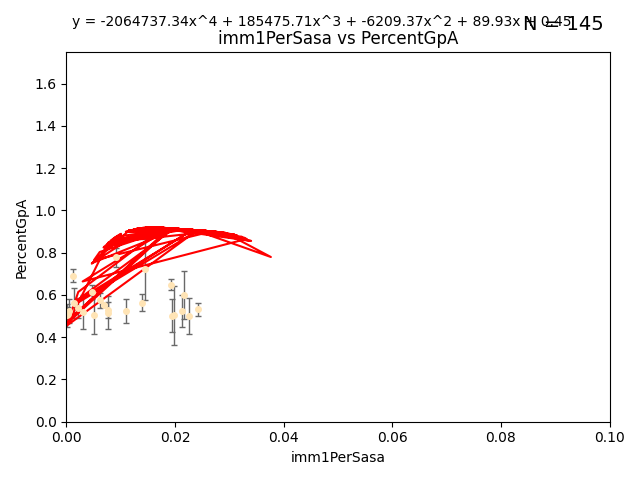 y = -2064737.34x^4 + 185475.71x^3 + -6209.37x^2 + 89.93x + 0.45
N = 145
imm1PerSasa vs PercentGpA
PercentGpA
1.6
1.4
1.2
1.0
0.8
0.6
0.4
0.2
0.0
0.00 0.02 0.04 0.06 0.08 0.10
imm1PerSasa